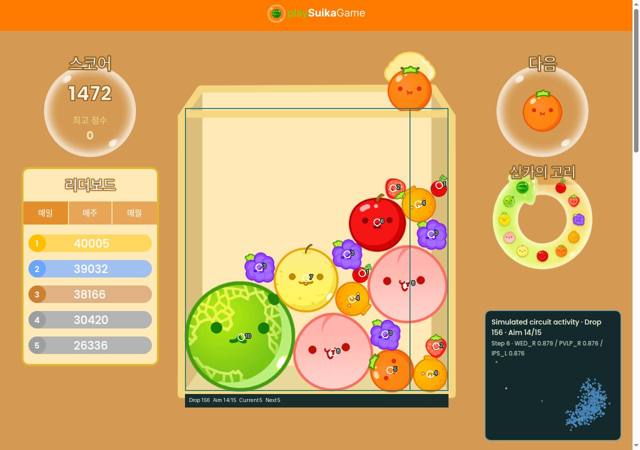 playSuikaGame
스코어
1472
최고 점수
0
리더보드
매일
매주
매월
1 40005
2 39032
3 38166
4 30420
5 26336
다음
신카의 고리
Simulated circuit activity · Drop
156 · Aim 14/15
Step 6 · WED_R 0.879 / PVLP_R 0.876 /
IPS_L 0.876
Drop 156 Aim 14/15 Current 5 Next 5